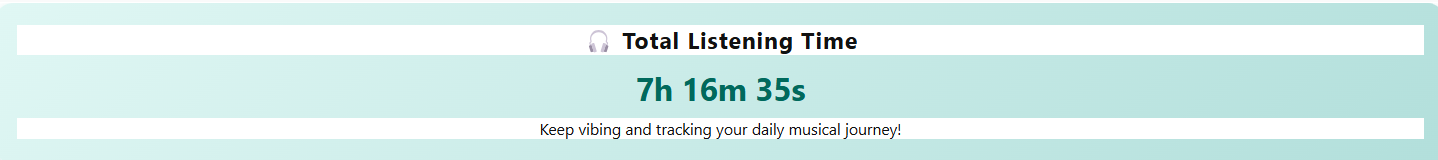 🎧 Total Listening Time
7h 16m 35s
Keep vibing and tracking your daily musical journey!